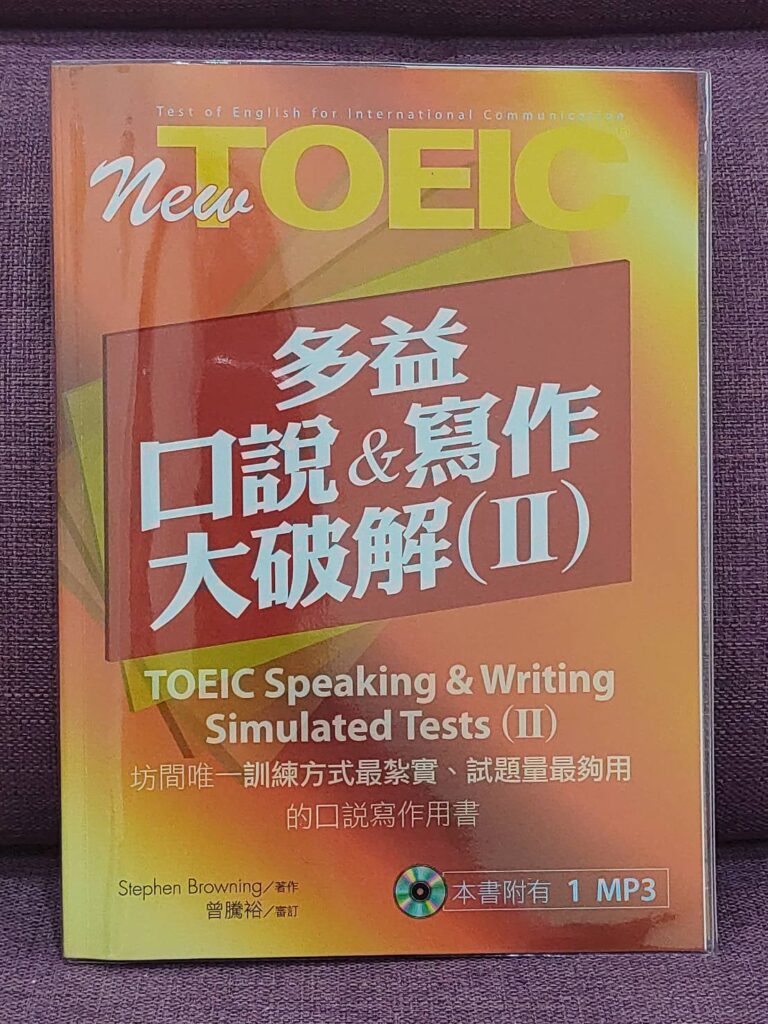 Test of English for International Communication
New TOEIC®
多益
口說&寫作
大破解(II)
TOEIC Speaking & Writing
Simulated Tests (II)
坊間唯一訓練方式最紮實、試題量最夠用
的口說寫作用書
Stephen Browning/著作
曾騰裕/審訂
本書附有 1 MP3